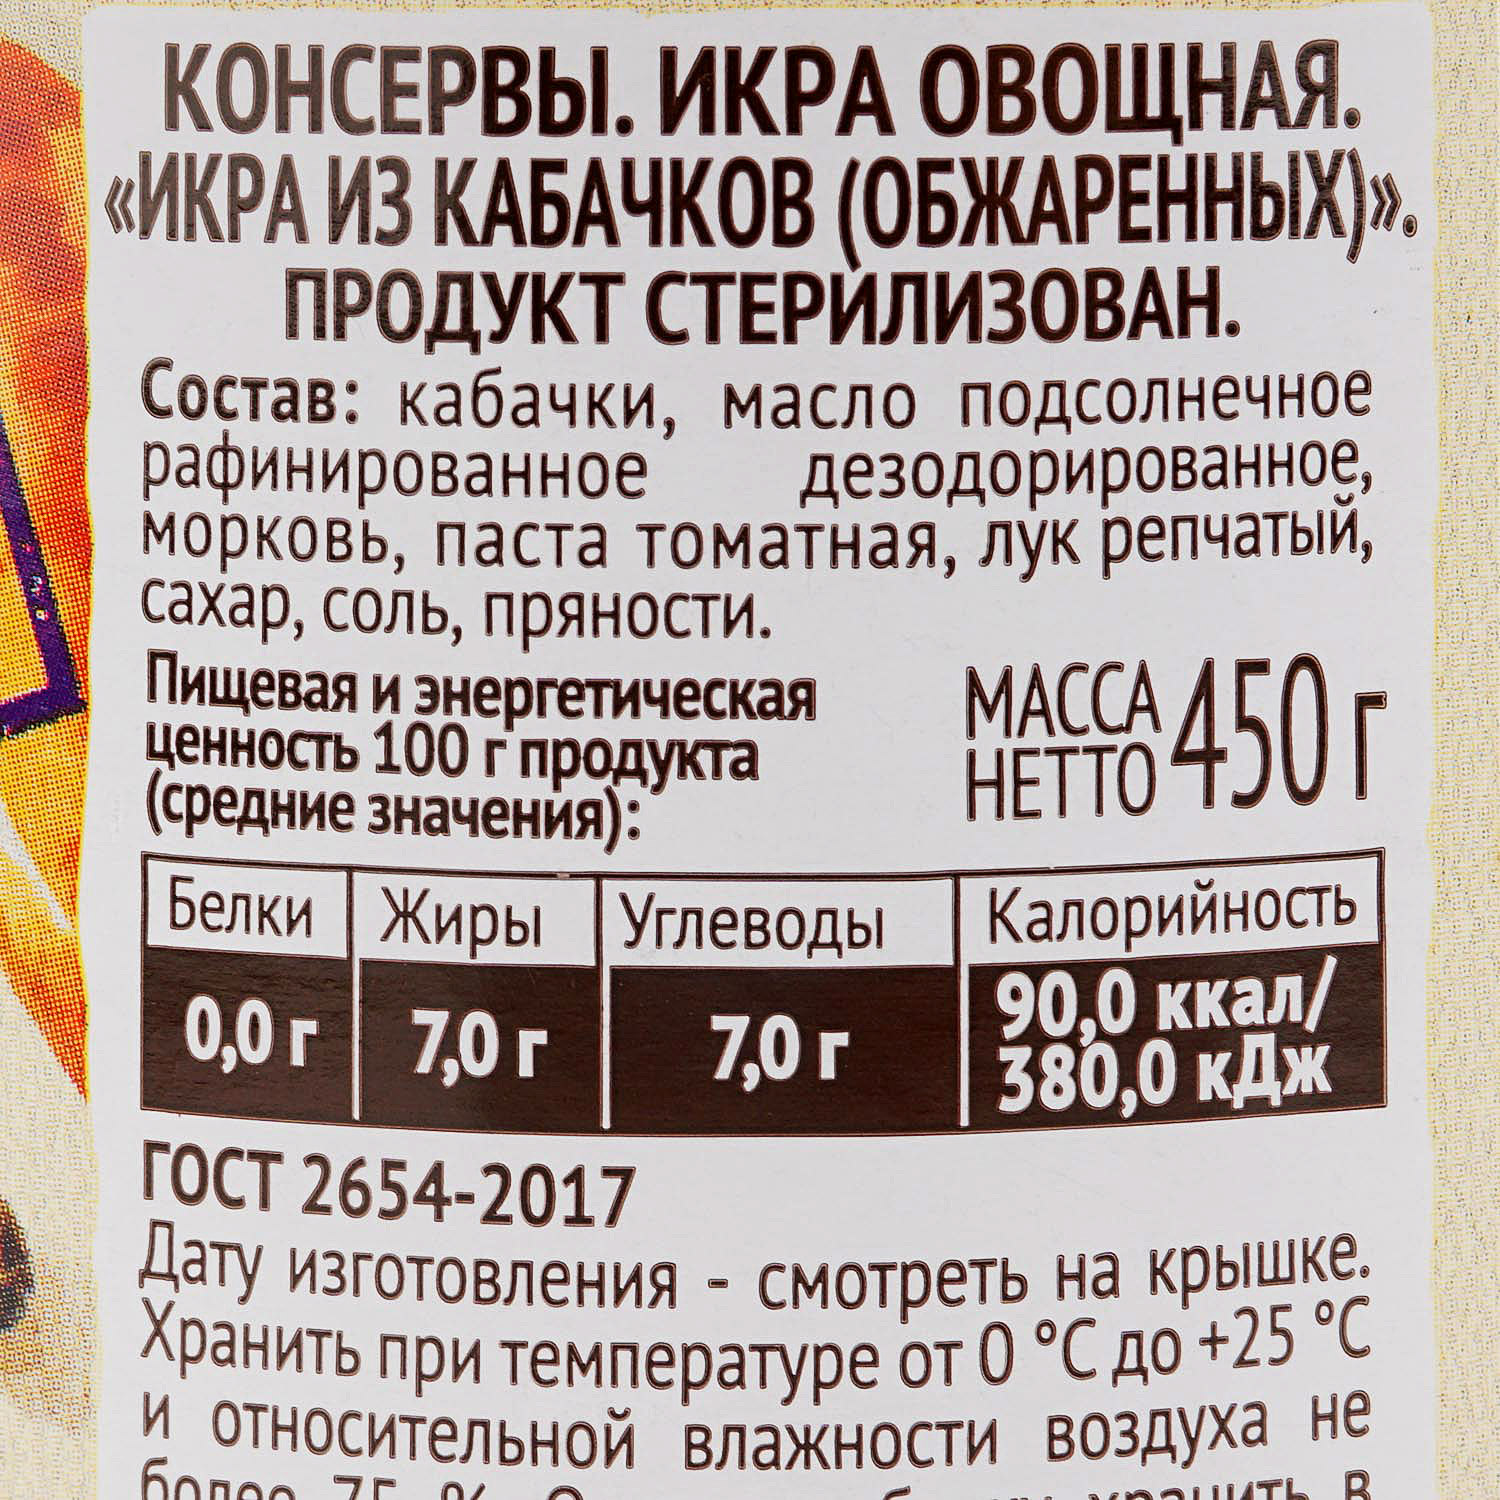 КОНСЕРВЫ. ИКРА ОВОЩНАЯ.
«ИКРА ИЗ КАБАЧКОВ (ОБЖАРЕННЫХ)».
ПРОДУКТ СТЕРИЛИЗОВАН.
Состав: кабачки, масло подсолнечное
рафинированное дезодорированное,
морковь, паста томатная, лук репчатый,
сахар, соль, пряности.
Пищевая и энергетическая
ценность 100 г продукта
(средние значения):
МАССА
НЕТТО 450 г
Белки Жиры Углеводы Калорийность
0,0 г 7,0 г 7,0 г 90,0 ккал/
380,0 кДж
ГОСТ 2654-2017
Дату изготовления - смотреть на крышке.
Хранить при температуре от 0 °С до +25 °С
и относительной влажности воздуха не
более 75 % хранить в